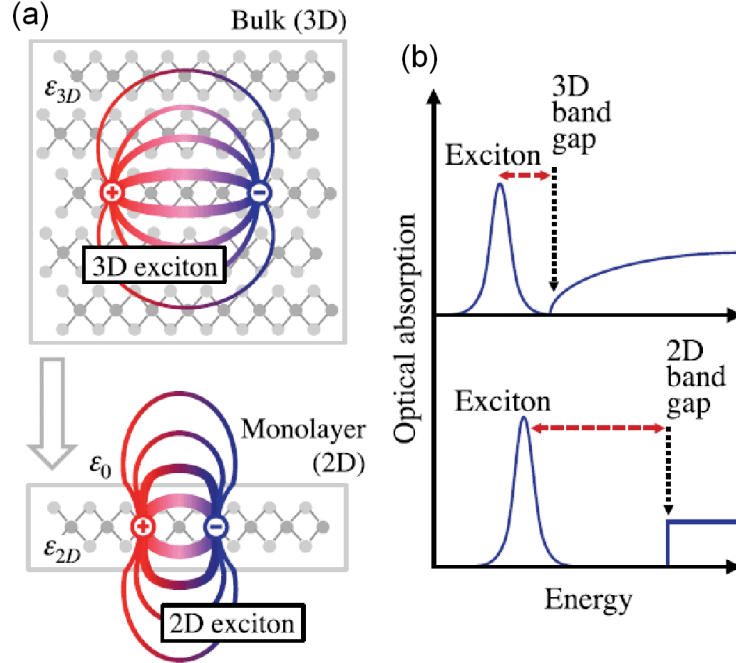 (a)
Bulk (3D)
ε3D
+
−
3D exciton
Monolayer
(2D)
ε0
+
−
ε2D
2D exciton
(b)
3D
band
gap
Exciton
Optical absorption
2D
band
gap
Exciton
Energy